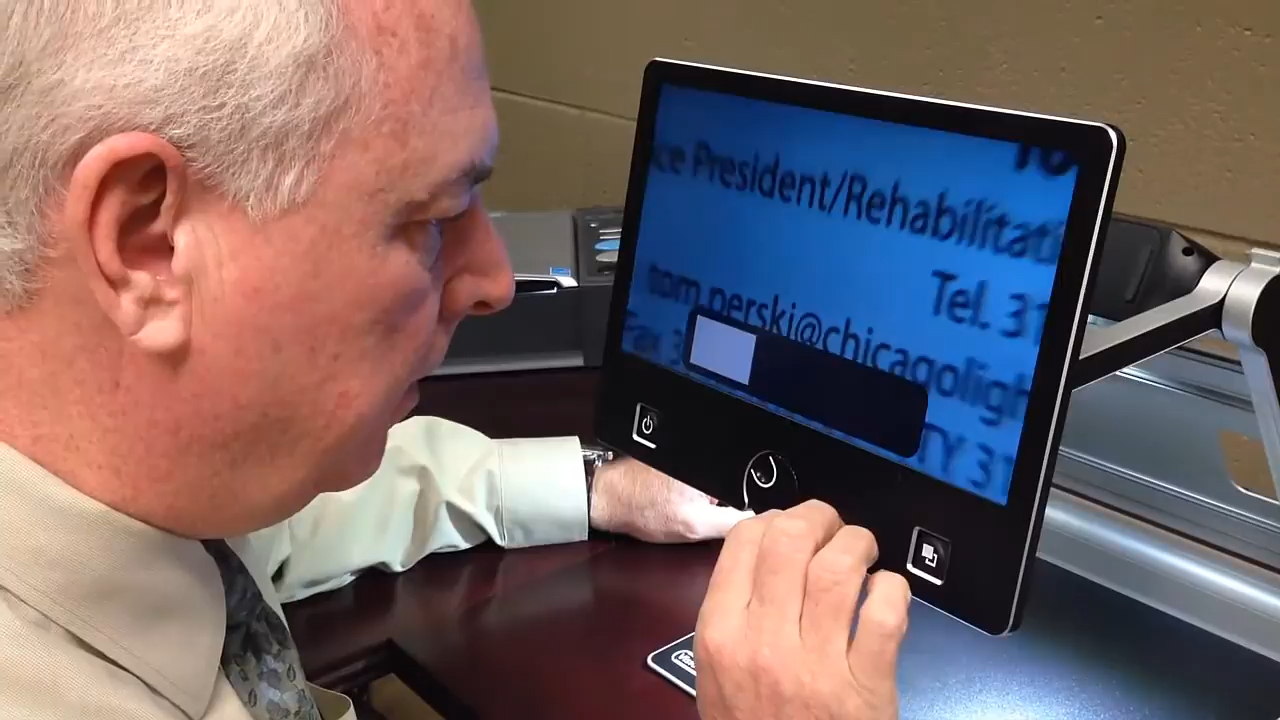 ce President/Rehabilitati
Tel. 31
tom.perski@chicagoligh
Fax 3
TY 31